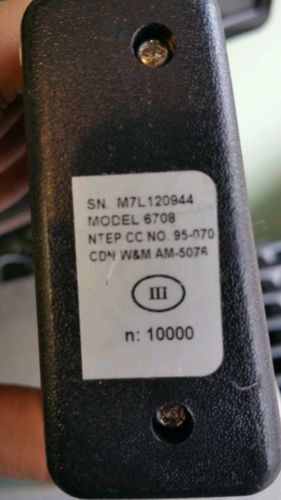 SN. M7L120944
MODEL 6708
NTEP CC NO. 95-070
CDN W&M AM-5076
III
n: 10000